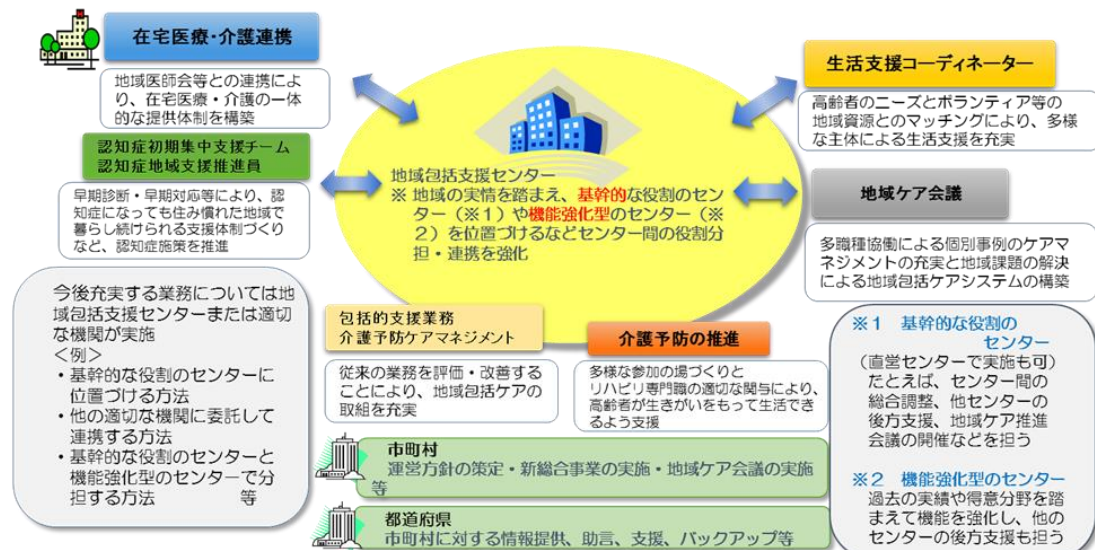 在宅医療・介護連携
地域医師会等との連携によ
り、在宅医療・介護の一体
的な提供体制を構築
認知症初期集中支援チーム
認知症地域支援推進員
早期診断・早期対応等により、認
知症になっても住み慣れた地域で
暮らし続けられる支援体制づくり
など、認知症施策を推進
今後充実する業務については地
域包括支援センターまたは適切
な機関が実施
<例>
・基幹的な役割のセンターに
位置づける方法
・他の適切な機関に委託して
連携する方法
・基幹的な役割のセンターと
機能強化型のセンターで分
担する方法 等
地域包括支援センター
※ 地域の実情を踏まえ、基幹的な役割のセン
ター（※１）や機能強化型のセンター（※
２）を位置づけるなどセンター間の役割分
担・連携を強化
包括的支援業務
介護予防ケアマネジメント
従来の業務を評価・改善する
ことにより、地域包括ケアの
取組を充実
介護予防の推進
多様な参加の場づくりと
リハビリ専門職の適切な関与により、
高齢者が生きがいをもって生活でき
るよう支援
市町村
運営方針の策定・新総合事業の実施・地域ケア会議の実施
等
都道府県
市町村に対する情報提供、助言、支援、バックアップ等
生活支援コーディネーター
高齢者のニーズとボランティア等の
地域資源とのマッチングにより、多様
な主体による生活支援を充実
地域ケア会議
多職種協働による個別事例のケアマ
ネジメントの充実と地域課題の解決
による地域包括ケアシステムの構築
※１ 基幹的な役割の
センター
（直営センターで実施も可）
たとえば、センター間の
総合調整、他センターの
後方支援、地域ケア推進
会議の開催などを担う
※２ 機能強化型のセンター
過去の実績や得意分野を踏
まえて機能を強化し、他の
センターの後方支援も担う